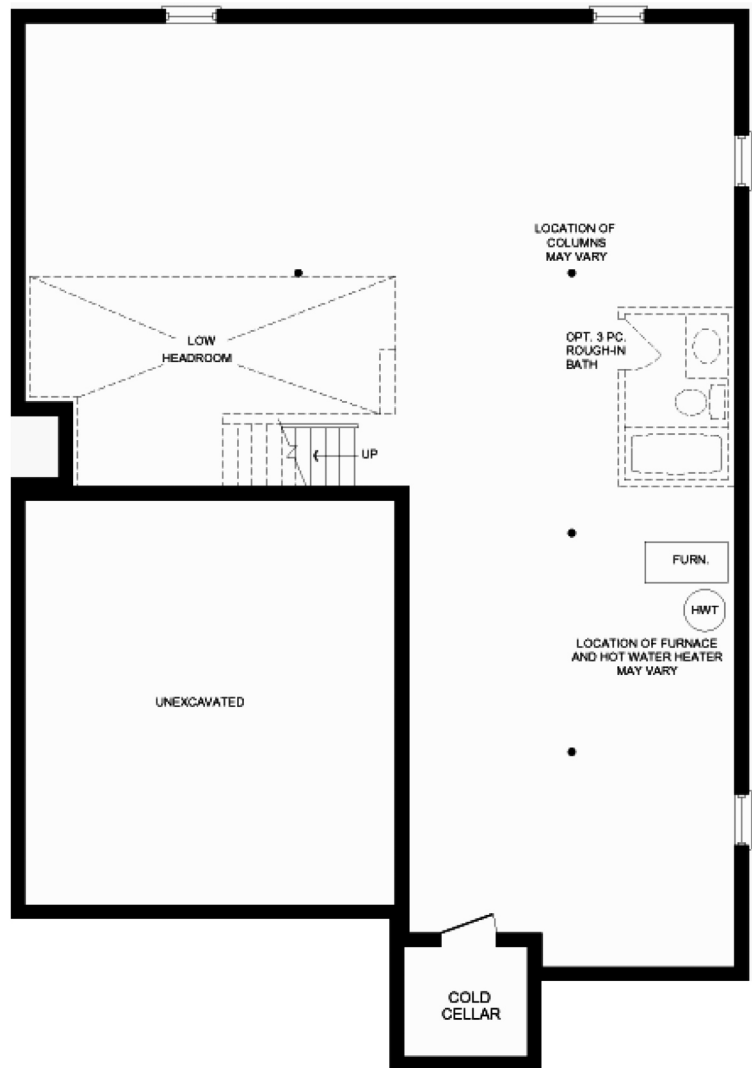 LOCATION OF
COLUMNS
MAY VARY
LOW
HEADROOM
OPT. 3 PC.
ROUGH-IN
BATH
UP
FURN.
HWT
LOCATION OF FURNACE
AND HOT WATER HEATER
MAY VARY
UNEXCAVATED
COLD
CELLAR